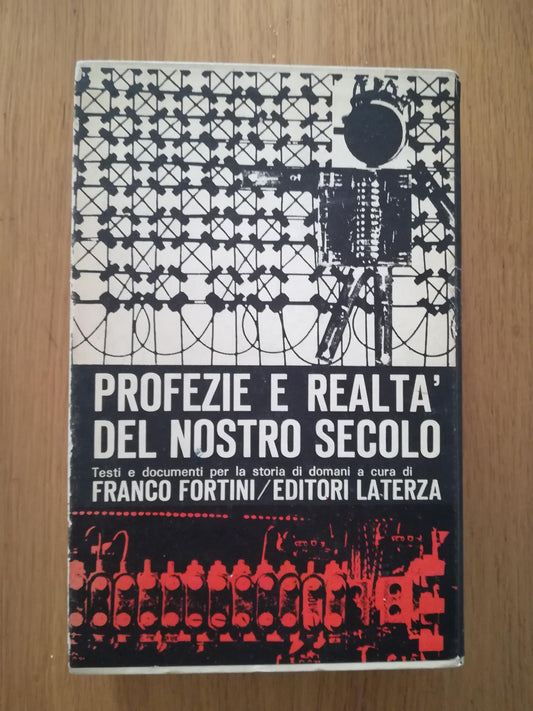 PROFEZIE E REALTA'
DEL NOSTRO SECOLO
Testi e documenti per la storia di domani a cura di
FRANCO FORTINI/EDITORI LATERZA